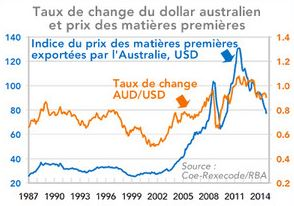 Taux de change du dollar australien
et prix des matières premières
140
Indice du prix des matières premières
exportées par l'Australie, USD
1.4
120
1.2
Taux de change
AUD/USD
100
1.0
80
0.8
60
0.6
40
Source :
Coe-Rexecode/RBA
0.4
20
0.2
1987 1990 1993 1996 1999 2002 2005 2008 2011 2014